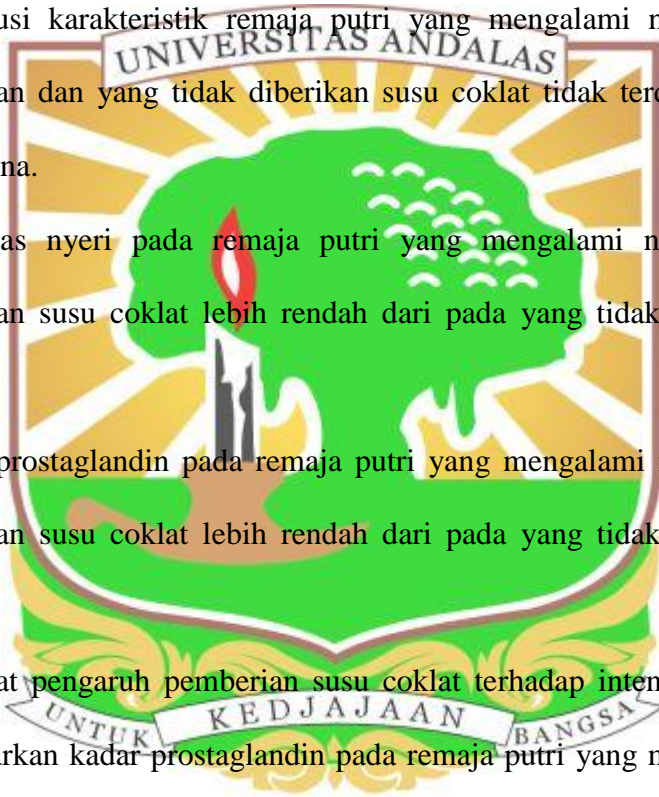 usi karakteristik remaja putri yang mengalami n
UNIVERSITAS ANDALAS
an dan yang tidak diberikan susu coklat tidak ter
na.
as nyeri pada remaja putri yang mengalami n
an susu coklat lebih rendah dari pada yang tidak
prostaglandin pada remaja putri yang mengalami
an susu coklat lebih rendah dari pada yang tidak
at pengaruh pemberian susu coklat terhadap inten
UNTUK KEDJAJAAN BANGSA
arkan kadar prostaglandin pada remaja putri yang m